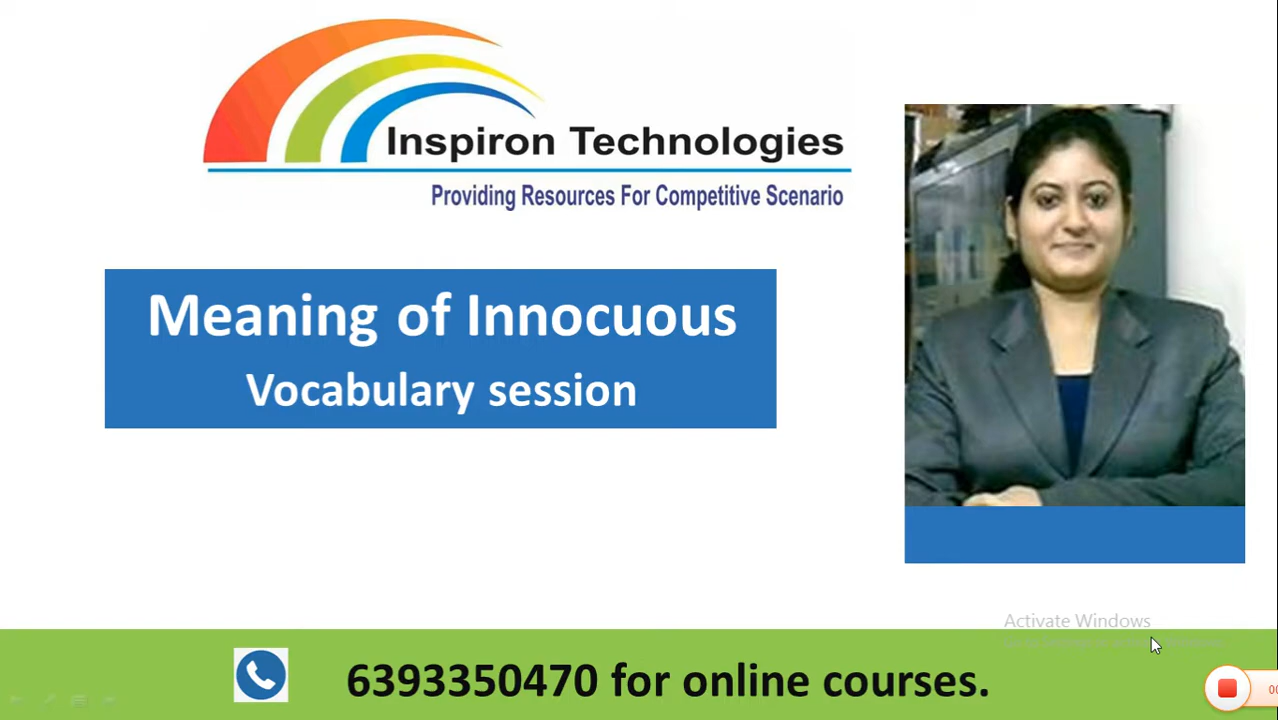 Inspiron Technologies
Providing Resources For Competitive Scenario
Meaning of Innocuous
Vocabulary session
Activate Windows
6393350470 for online courses.